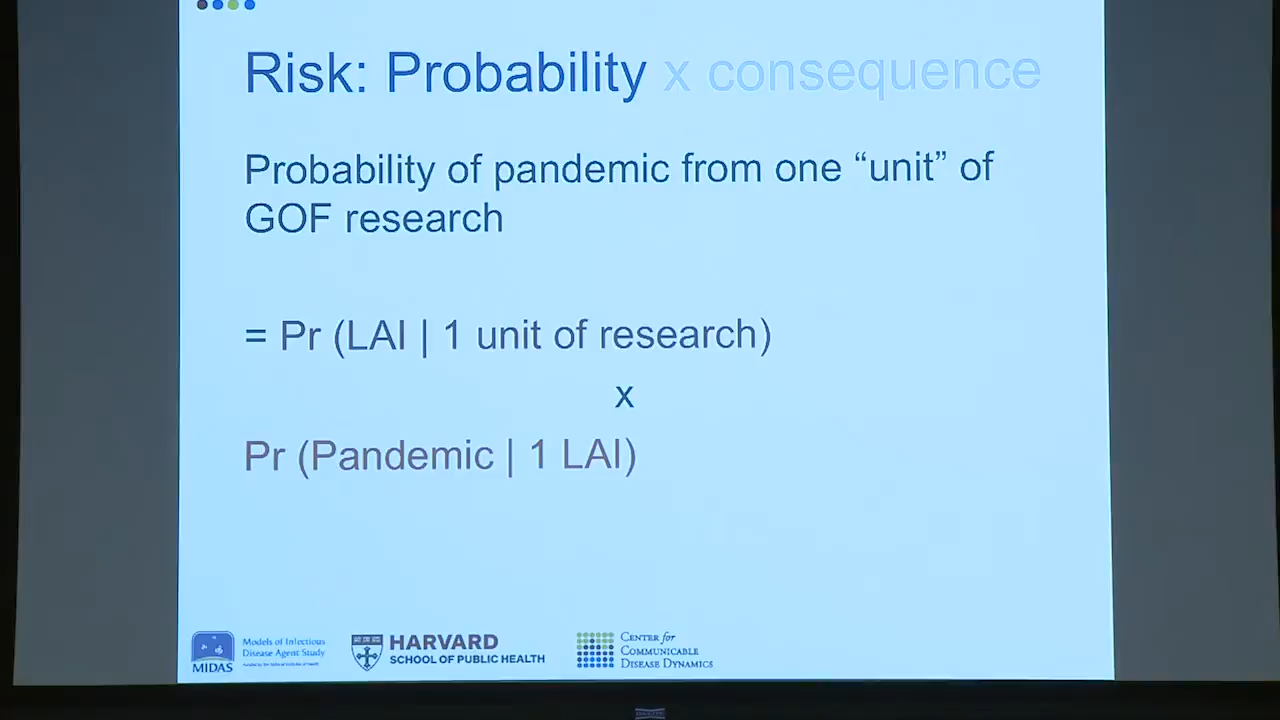 Risk: Probability x consequence
Probability of pandemic from one “unit” of
GOF research
= Pr (LAI | 1 unit of research)
x
Pr (Pandemic | 1 LAI)
MIDAS
Models of Infectious
Disease Agent Study
HARVARD
SCHOOL OF PUBLIC HEALTH
CENTER for
COMMUNICABLE
DISEASE DYNAMICS